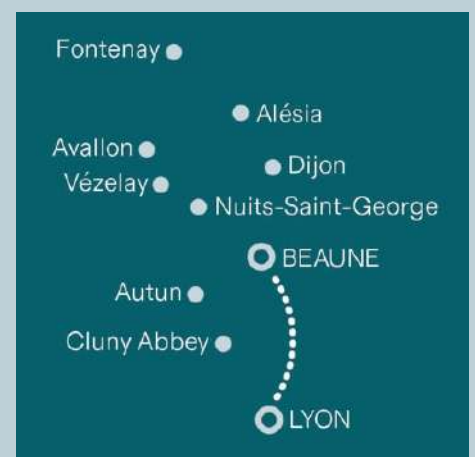 Fontenay
Alésia
Avallon
Dijon
Vézelay
Nuits-Saint-George
BEAUNE
Autun
Cluny Abbey
LYON